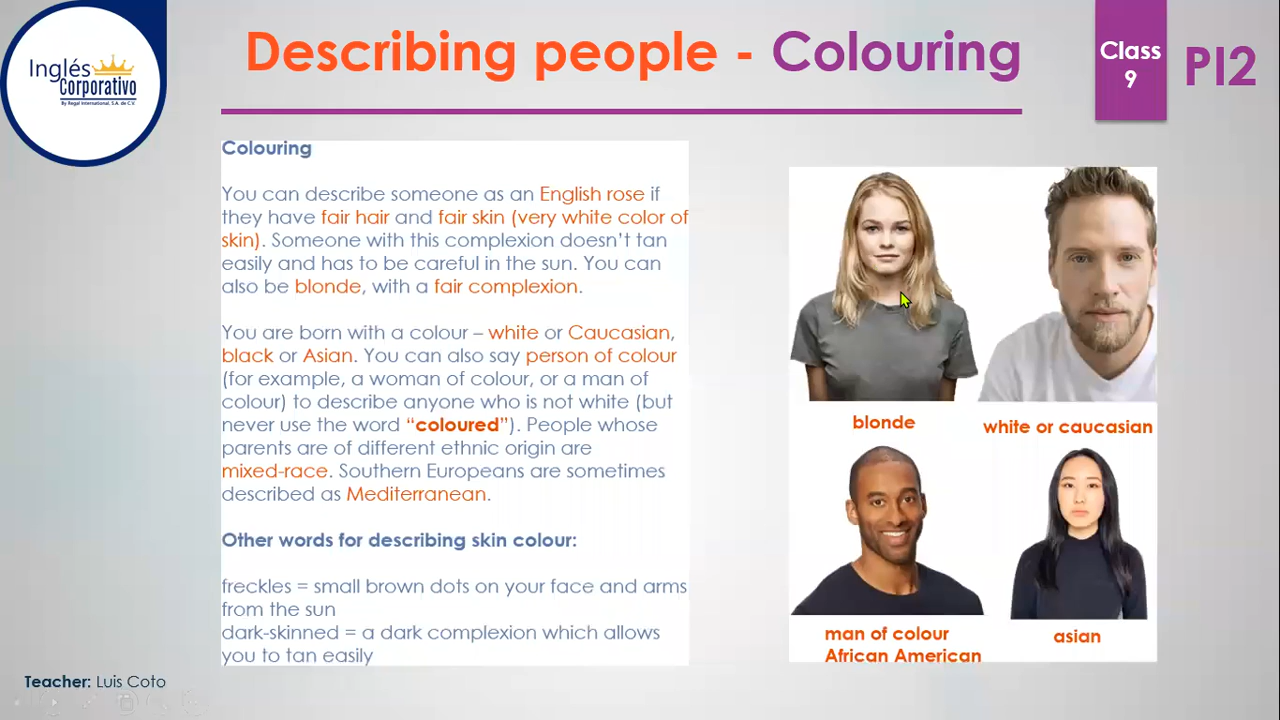 Inglés
Corporativo
By Regal International, S.A. de C.V.
Describing people - Colouring
Class
9
PI2
Colouring
You can describe someone as an English rose if
they have fair hair and fair skin (very white color of
skin). Someone with this complexion doesn't tan
easily and has to be careful in the sun. You can
also be blonde, with a fair complexion.
You are born with a colour – white or Caucasian,
black or Asian. You can also say person of colour
(for example, a woman of colour, or a man of
colour) to describe anyone who is not white (but
never use the word “coloured”). People whose
parents are of different ethnic origin are
mixed-race. Southern Europeans are sometimes
described as Mediterranean.
Other words for describing skin colour:
freckles = small brown dots on your face and arms
from the sun
dark-skinned = a dark complexion which allows
you to tan easily
blonde
white or caucasian
man of colour
African American
asian
Teacher: Luis Coto